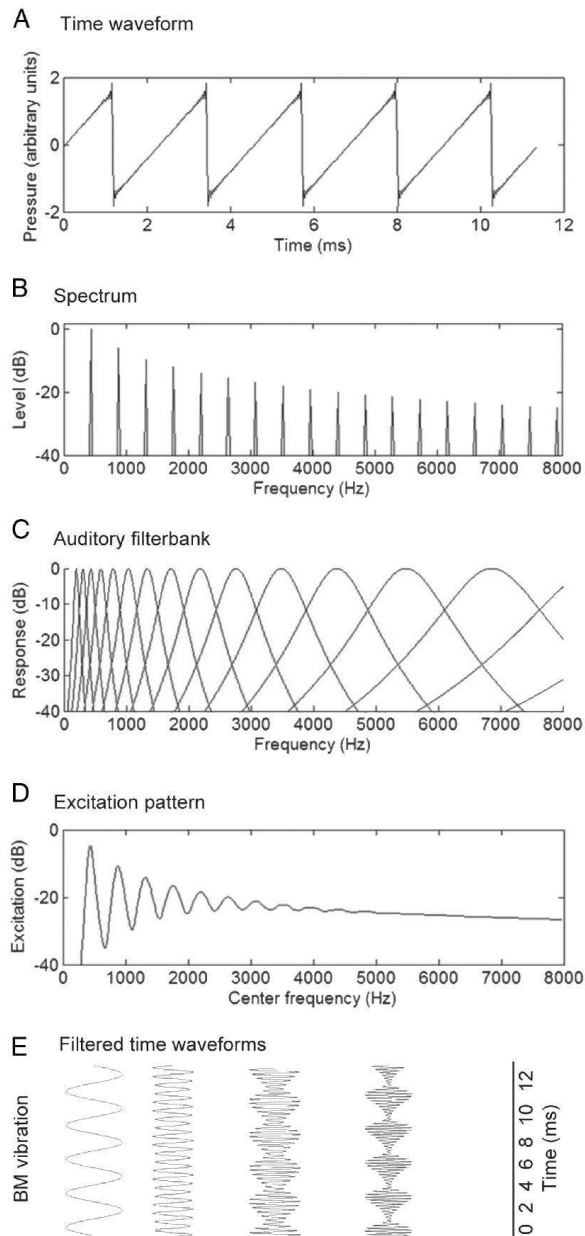 A Time waveform
Pressure (arbitrary units)
2
0
-2
0 2 4 6 8 10 12
Time (ms)
B Spectrum
Level (dB)
0
-20
-40
0 1000 2000 3000 4000 5000 6000 7000 8000
Frequency (Hz)
C Auditory filterbank
Response (dB)
0
-10
-20
-30
-40
0 1000 2000 3000 4000 5000 6000 7000 8000
Frequency (Hz)
D Excitation pattern
Excitation (dB)
0
-20
-40
0 1000 2000 3000 4000 5000 6000 7000 8000
Center frequency (Hz)
E Filtered time waveforms
BM vibration
0 2 4 6 8 10 12
Time (ms)